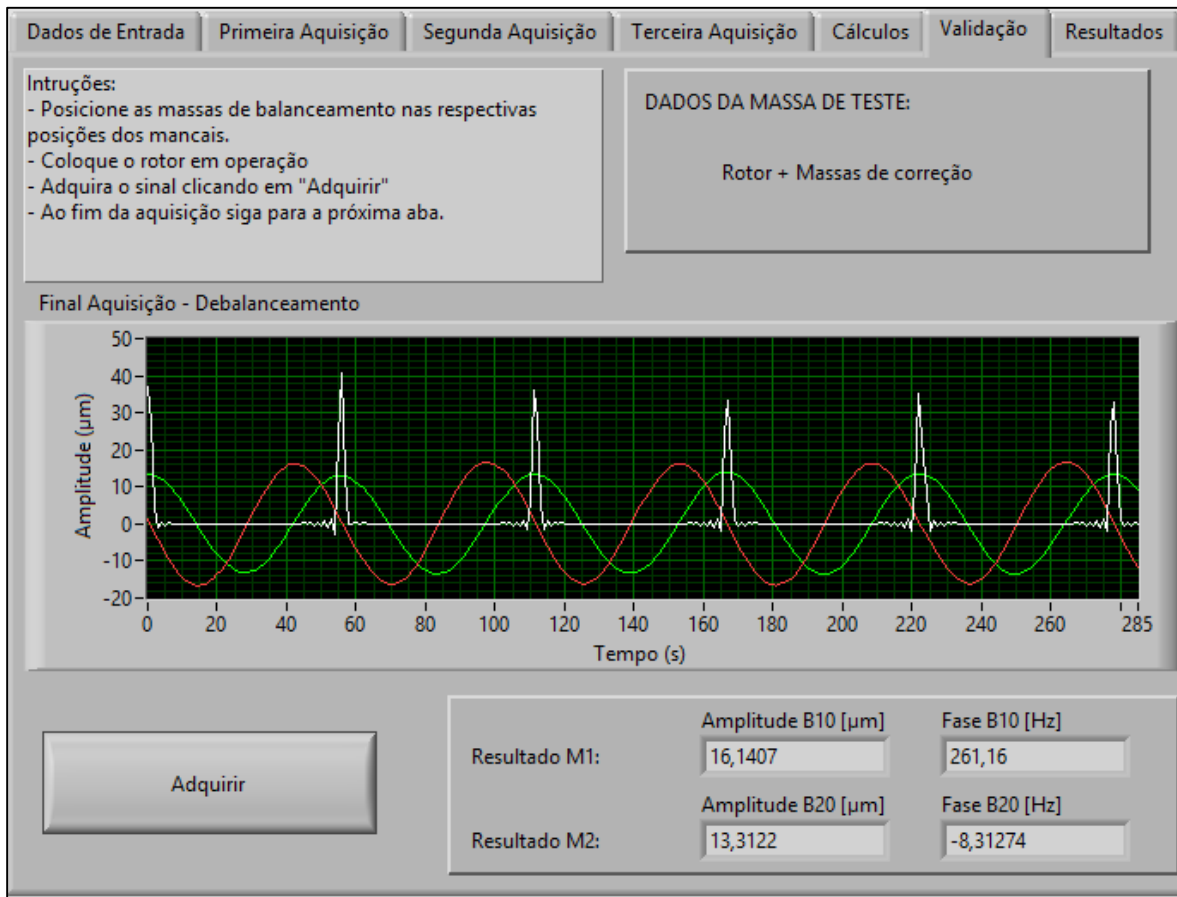 Dados de Entrada
Primeira Aquisição
Segunda Aquisição
Terceira Aquisição
Cálculos
Validação
Resultados
Intruções:
- Posicione as massas de balanceamento nas respectivas
posições dos mancais.
- Coloque o rotor em operação
- Adquira o sinal clicando em "Adquirir"
- Ao fim da aquisição siga para a próxima aba.
DADOS DA MASSA DE TESTE:
Rotor + Massas de correção
Final Aquisição - Debalanceamento
Amplitude (µm)
50
40
30
20
10
0
-10
-20
0 20 40 60 80 100 120 140 160 180 200 220 240 260 285
Tempo (s)
Adquirir
Amplitude B10 [µm] Fase B10 [Hz]
Resultado M1: 16,1407 261,16
Amplitude B20 [µm] Fase B20 [Hz]
Resultado M2: 13,3122 -8,31274